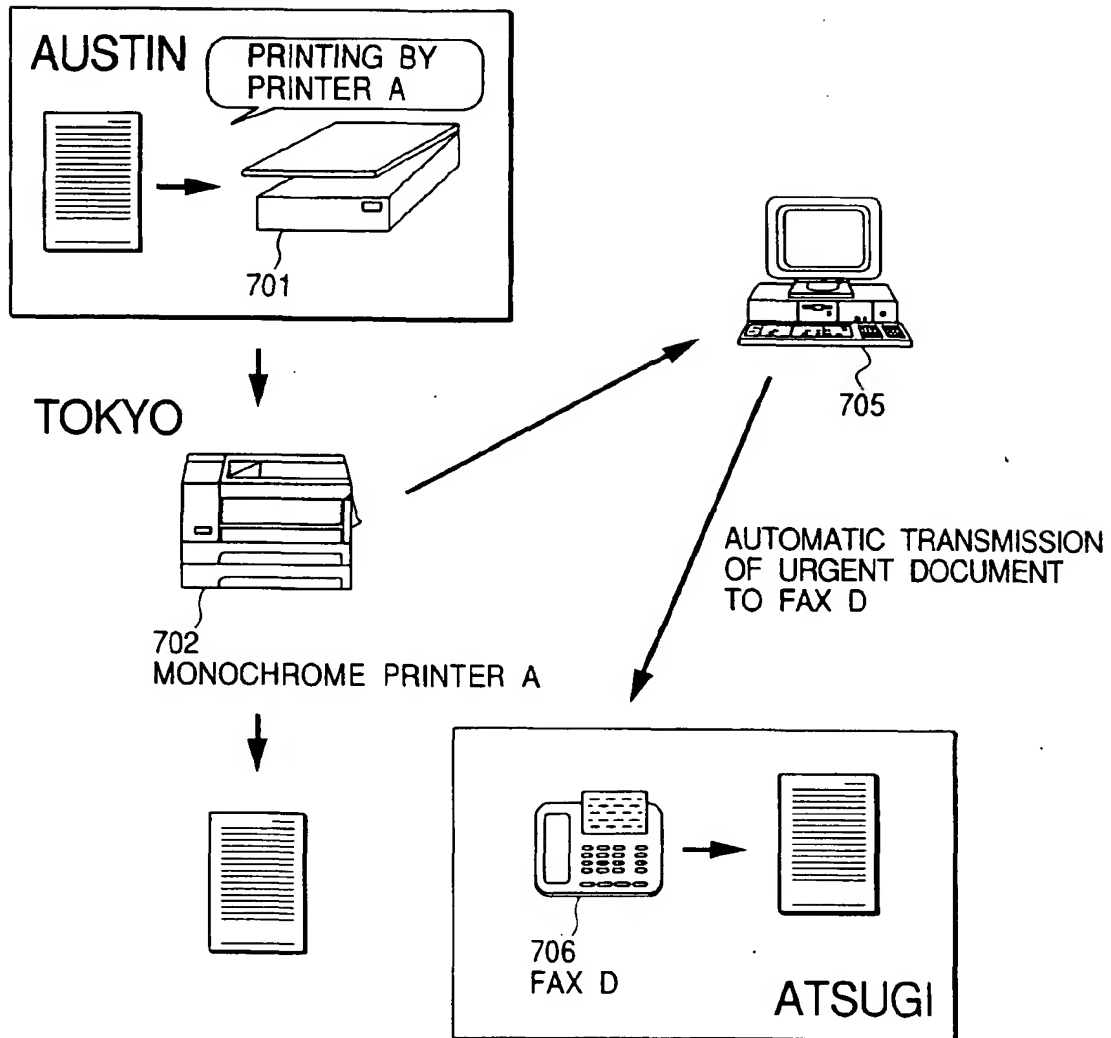 AUSTIN
PRINTING BY
PRINTER A
701
TOKYO
705
702
MONOCHROME PRINTER A
AUTOMATIC TRANSMISSION
OF URGENT DOCUMENT
TO FAX D
706
FAX D
ATSUGI